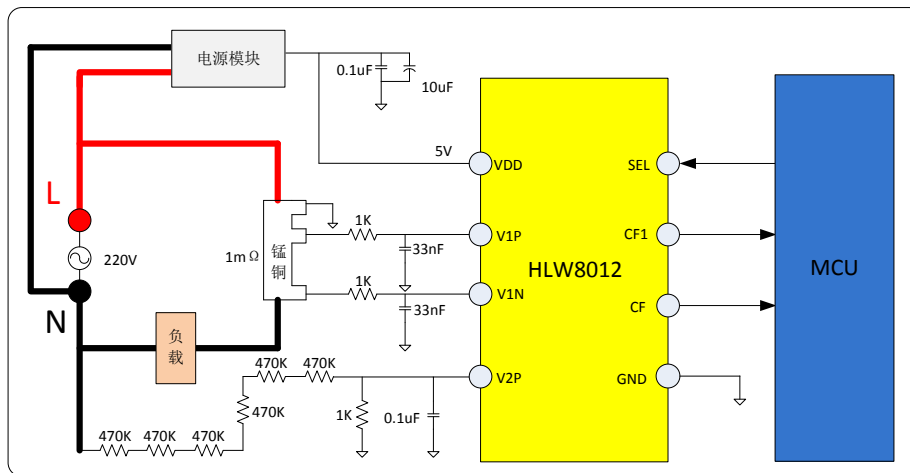 电源模块
0.1uF
10uF
5V
VDD
SEL
L
1K
V1P
33nF
CF1
220V
1mΩ
锰
铜
HLW8012
MCU
1K
V1N
33nF
CF
N
负
载
470K
470K
V2P
GND
470K
1K
0.1uF
470K
470K
470K